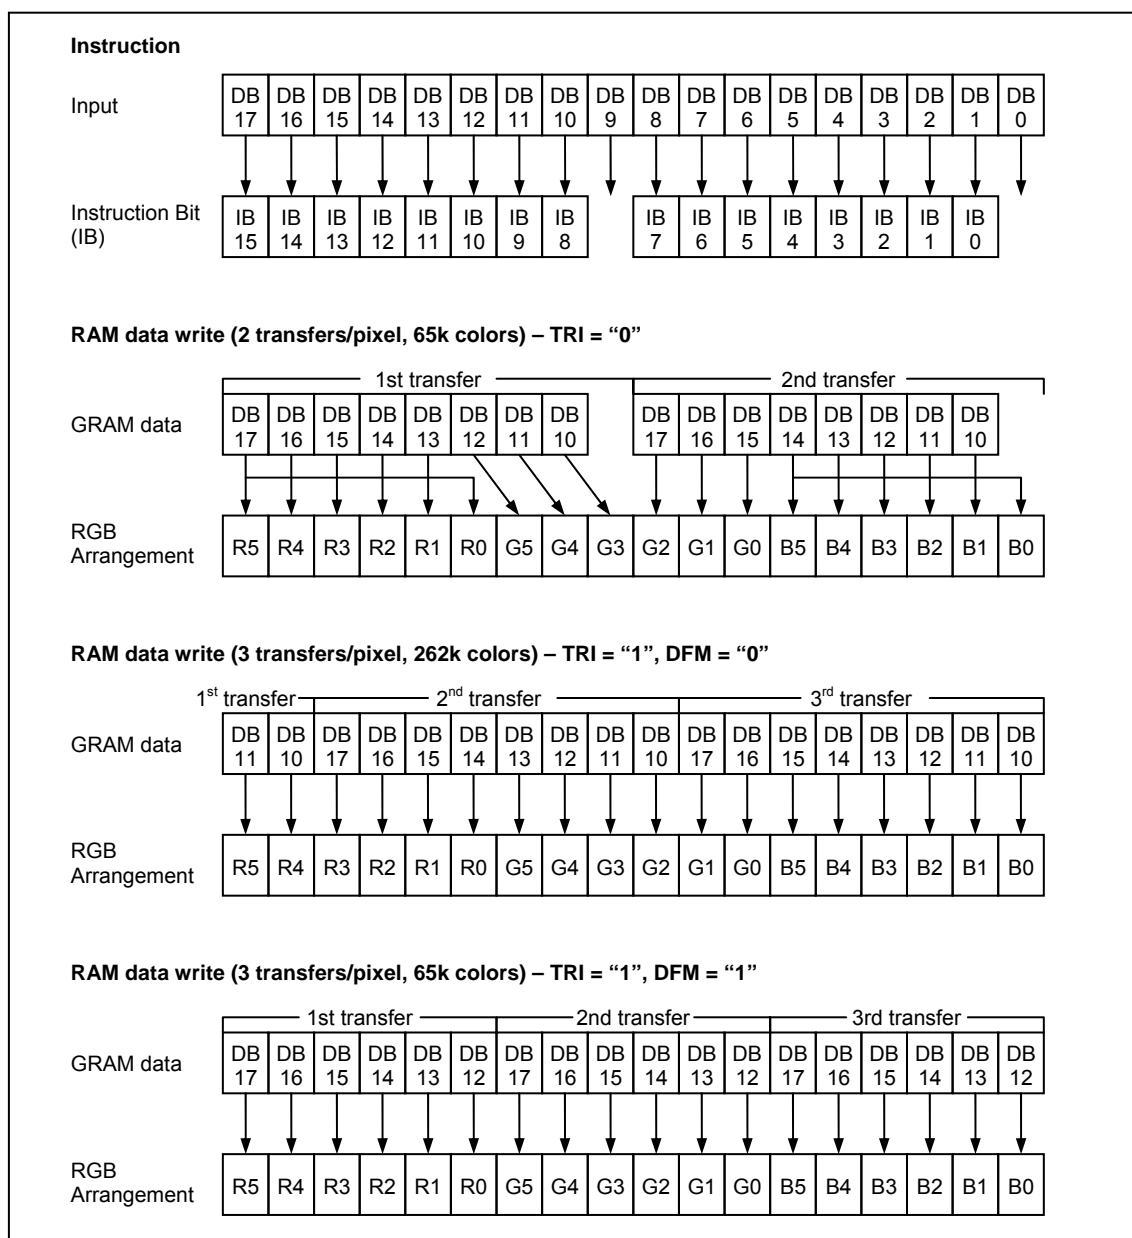 Instruction
Input
DB 17 DB 16 DB 15 DB 14 DB 13 DB 12 DB 11 DB 10 DB 9 DB 8 DB 7 DB 6 DB 5 DB 4 DB 3 DB 2 DB 1 DB 0
Instruction Bit
(IB)
IB 15 IB 14 IB 13 IB 12 IB 11 IB 10 IB 9 IB 8 IB 7 IB 6 IB 5 IB 4 IB 3 IB 2 IB 1 IB 0
RAM data write (2 transfers/pixel, 65k colors) – TRI = “0”
1st transfer 2nd transfer
GRAM data
DB 17 DB 16 DB 15 DB 14 DB 13 DB 12 DB 11 DB 10 DB 17 DB 16 DB 15 DB 14 DB 13 DB 12 DB 11 DB 10
RGB
Arrangement
R5 R4 R3 R2 R1 R0 G5 G4 G3 G2 G1 G0 B5 B4 B3 B2 B1 B0
RAM data write (3 transfers/pixel, 262k colors) – TRI = “1”, DFM = “0”
1st transfer 2nd transfer 3rd transfer
GRAM data
DB 11 DB 10 DB 17 DB 16 DB 15 DB 14 DB 13 DB 12 DB 11 DB 10 DB 17 DB 16 DB 15 DB 14 DB 13 DB 12 DB 11 DB 10
RGB
Arrangement
R5 R4 R3 R2 R1 R0 G5 G4 G3 G2 G1 G0 B5 B4 B3 B2 B1 B0
RAM data write (3 transfers/pixel, 65k colors) – TRI = “1”, DFM = “1”
1st transfer 2nd transfer 3rd transfer
GRAM data
DB 17 DB 16 DB 15 DB 14 DB 13 DB 12 DB 17 DB 16 DB 15 DB 14 DB 13 DB 12 DB 17 DB 16 DB 15 DB 14 DB 13 DB 12
RGB
Arrangement
R5 R4 R3 R2 R1 R0 G5 G4 G3 G2 G1 G0 B5 B4 B3 B2 B1 B0